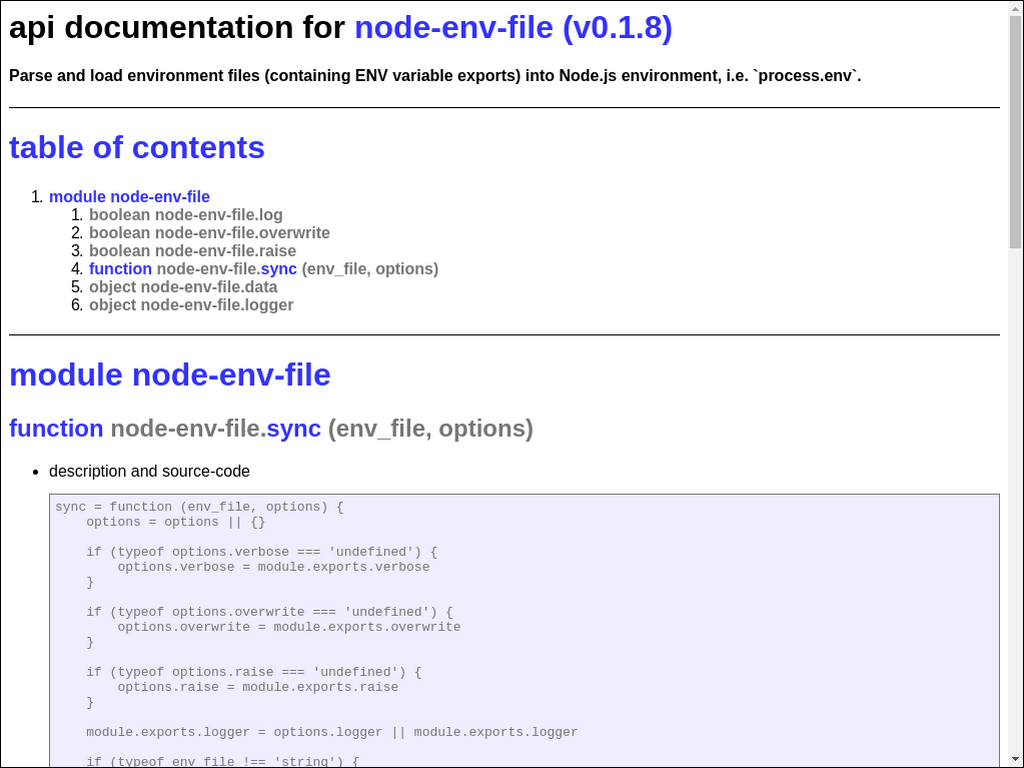 api documentation for node-env-file (v0.1.8)
Parse and load environment files (containing ENV variable exports) into Node.js environment, i.e. `process.env`.
table of contents
1. module node-env-file
1. boolean node-env-file.log
2. boolean node-env-file.overwrite
3. boolean node-env-file.raise
4. function node-env-file.sync (env_file, options)
5. object node-env-file.data
6. object node-env-file.logger
module node-env-file
function node-env-file.sync (env_file, options)
• description and source-code
sync = function (env_file, options) {
    options = options || {}
    if (typeof options.verbose === 'undefined') {
        options.verbose = module.exports.verbose
    }
    if (typeof options.overwrite === 'undefined') {
        options.overwrite = module.exports.overwrite
    }
    if (typeof options.raise === 'undefined') {
        options.raise = module.exports.raise
    }
    module.exports.logger = options.logger || module.exports.logger
    if (typeof env_file !== 'string') {